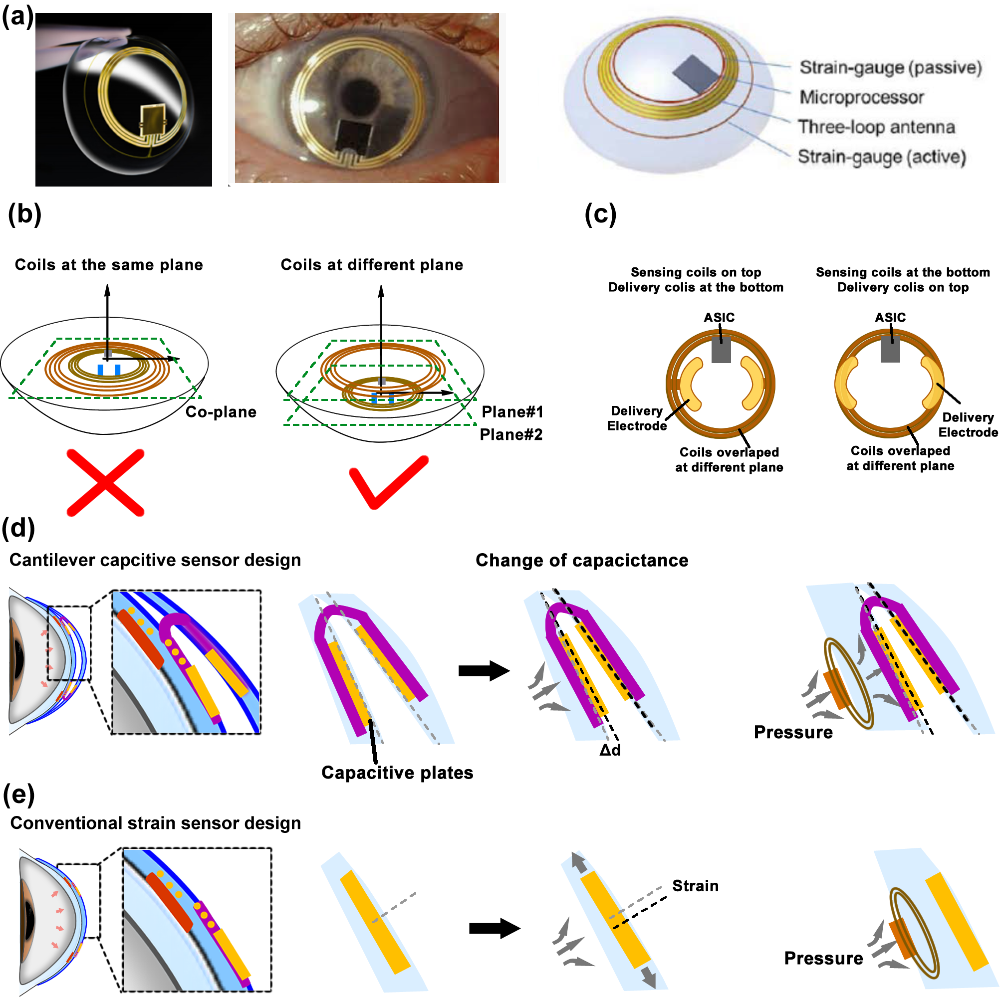 (a)
Strain-gauge (passive)
Microprocessor
Three-loop antenna
Strain-gauge (active)
(b)
Coils at the same plane
Coils at different plane
Co-plane
Plane#1
Plane#2
(c)
Sensing coils on top
Delivery colis at the bottom
Sensing coils at the bottom
Delivery colis on top
ASIC
ASIC
Delivery
Electrode
Delivery
Electrode
Coils overlaped
at different plane
Coils overlaped
at different plane
(d)
Cantilever capcitive sensor design
Change of capacictance
Capacitive plates
Δd
Pressure
(e)
Conventional strain sensor design
Strain
Pressure